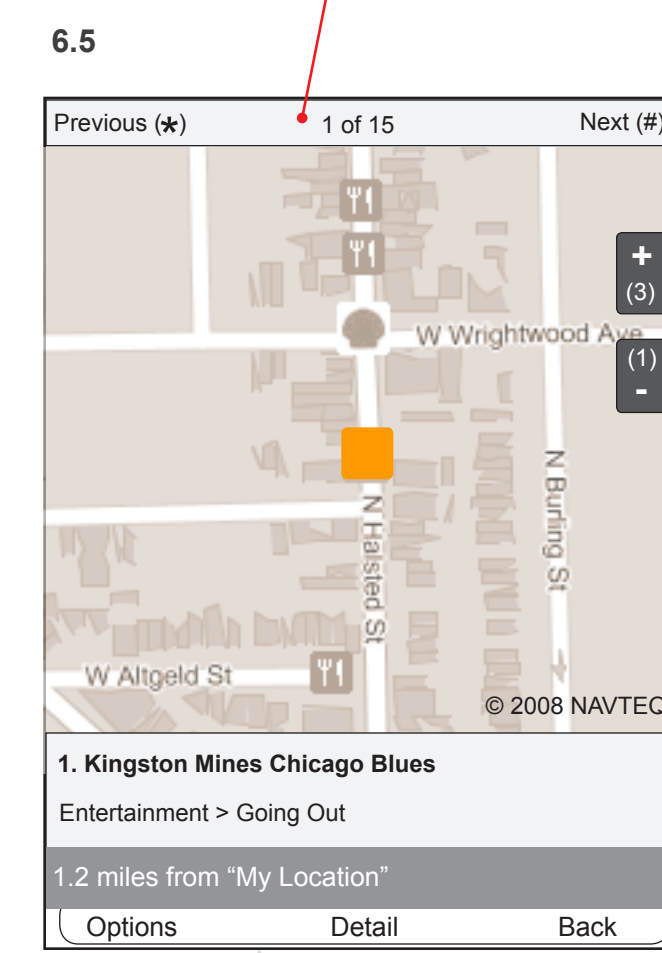 6.5
Previous (*) 1 of 15 Next (#)
+
(3)
W Wrightwood Ave
(1)
-
N Burling St
N Halsted St
W Altgeld St
© 2008 NAVTEQ
1. Kingston Mines Chicago Blues
Entertainment > Going Out
1.2 miles from “My Location”
Options Detail Back